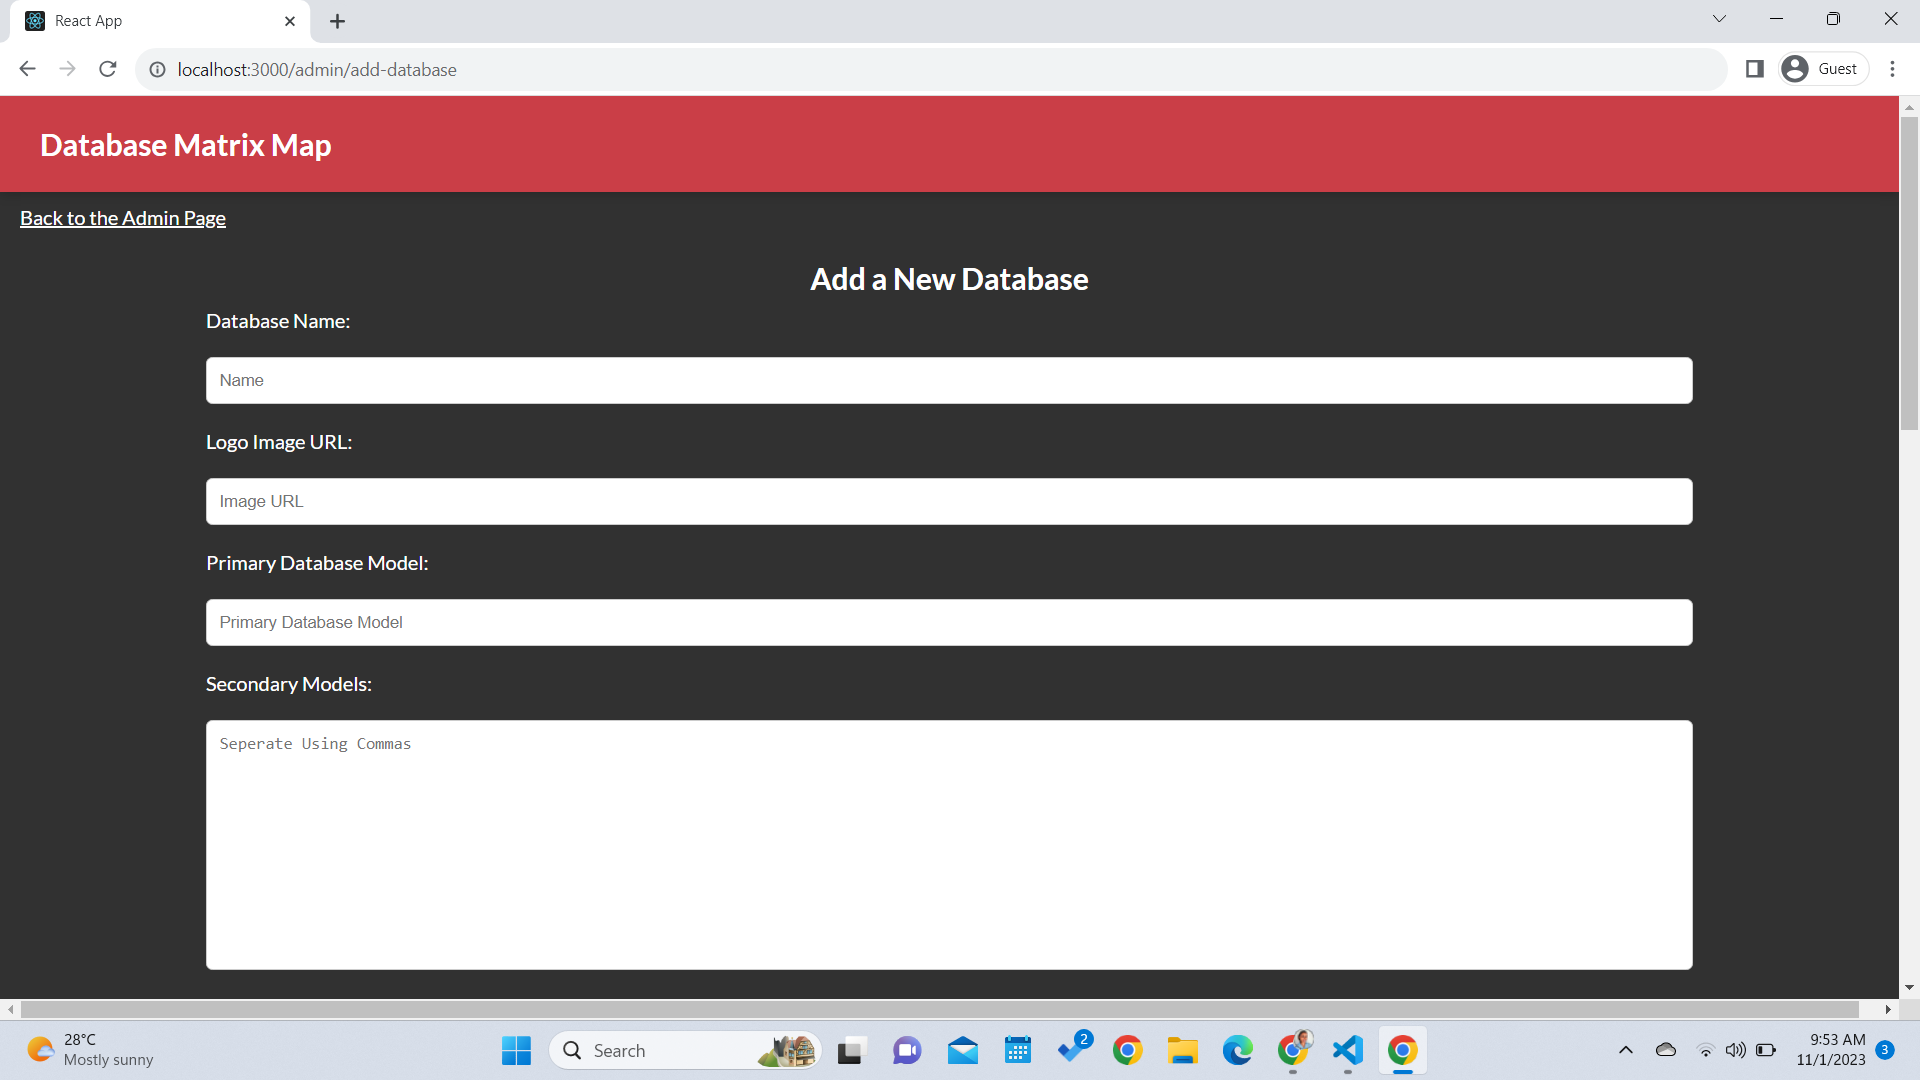 React App
localhost:3000/admin/add-database
Guest
Database Matrix Map
Back to the Admin Page
Add a New Database
Database Name:
Name
Logo Image URL:
Image URL
Primary Database Model:
Primary Database Model
Secondary Models:
Seperate Using Commas
28°C
Mostly sunny
Search
2
9:53 AM
11/1/2023
3